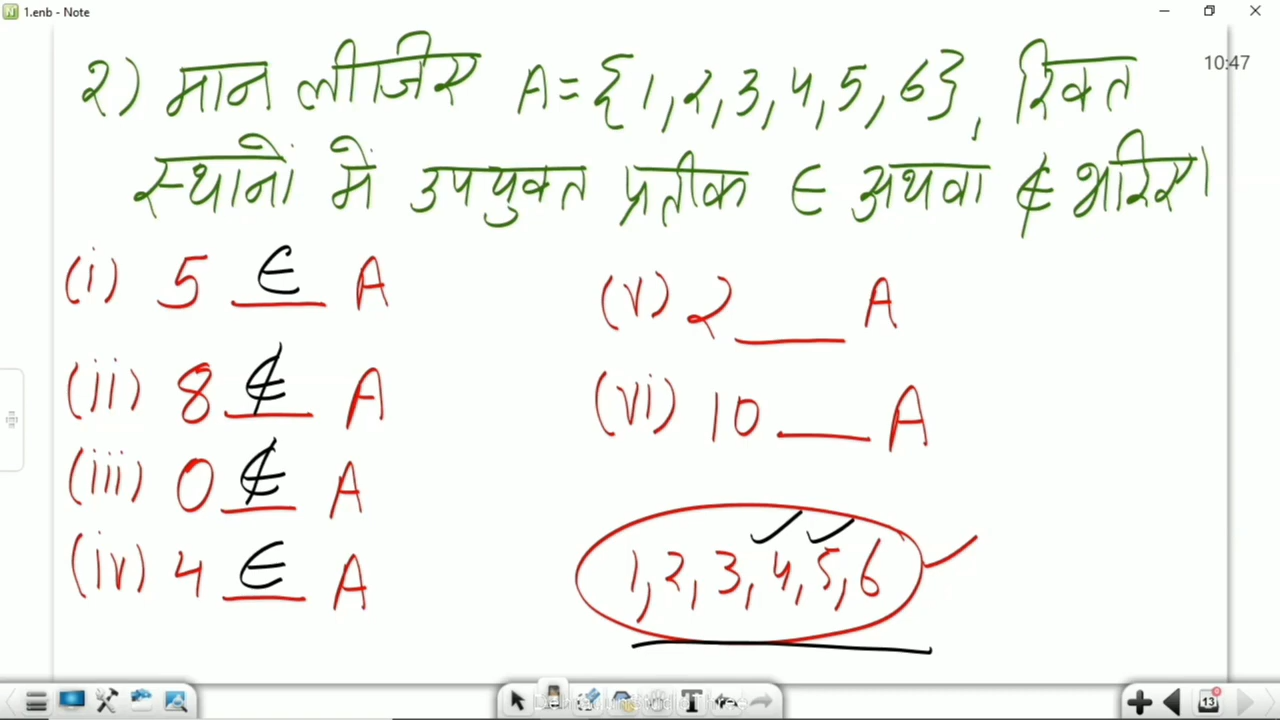 1.enb - Note
10:47
२) मान लीजिए A = {1, 2, 3, 4, 5, 6}, रिक्त
स्थानों में उपयुक्त प्रतीक ∈ अथवा ∉ भरिए।
(i) 5 ∈ A
(ii) 8 ∉ A
(iii) 0 ∉ A
(iv) 4 ∈ A
(v) 2 ___ A
(vi) 10 ___ A
1, 2, 3, 4, 5, 6
13